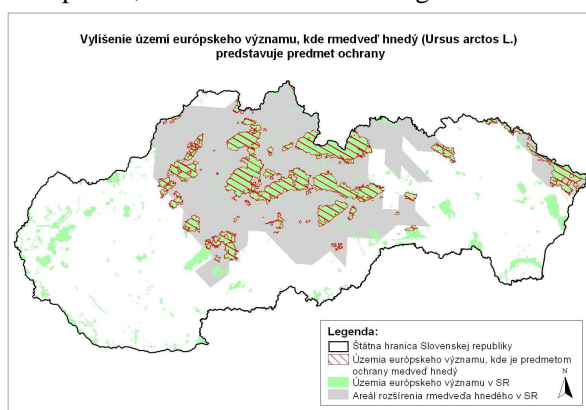 Vylíšenie území európskeho významu, kde rmedveď hnedý (Ursus arctos L.)
predstavuje predmet ochrany
Legenda:
Štátna hranica Slovenskej republiky
Územia európskeho významu, kde je predmetom
ochrany medveď hnedý
Územia európskeho významu v SR
Areál rozšírenia rmedveďa hnedého v SR
N